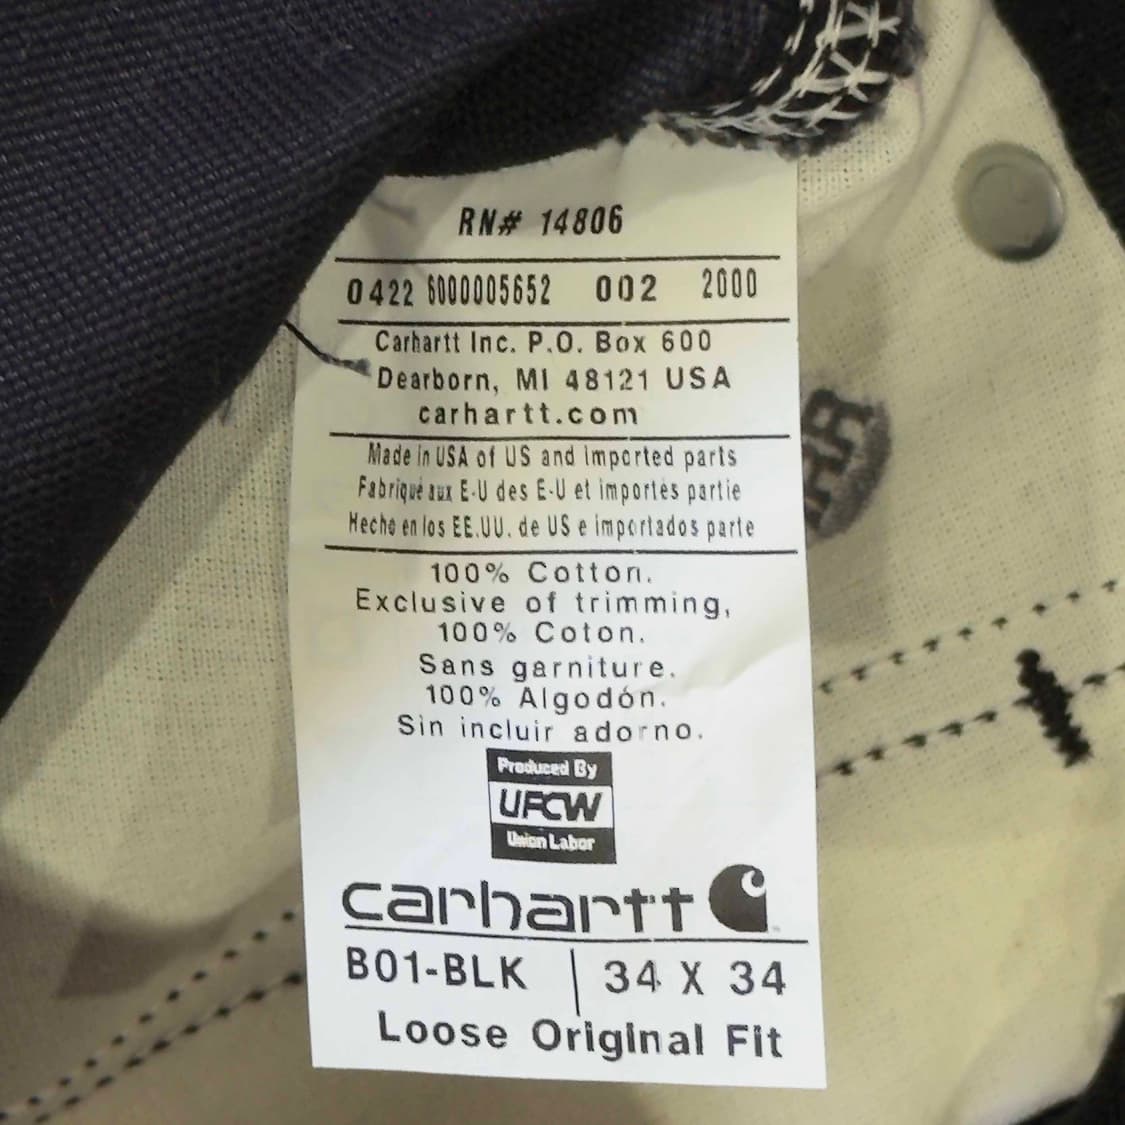 RN# 14806
0422 6000005652 002 2000
Carhartt Inc. P.O. Box 600
Dearborn, MI 48121 USA
carhartt.com
Made in USA of US and imported parts
Fabriqué aux E-U des E-U et importés partie
Hecho en los EE.UU. de US e importados parte
100% Cotton.
Exclusive of trimming,
100% Coton.
Sans garniture.
100% Algodón.
Sin incluir adorno.
Produced By
UFCW
Union Labor
carhartt
B01-BLK | 34 X 34
Loose Original Fit